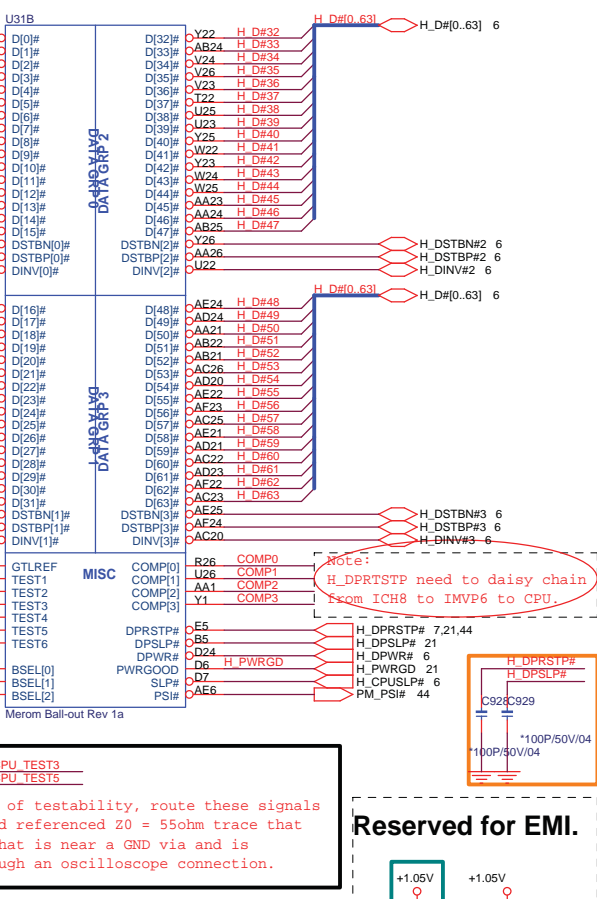 U31B
H_D#[0..63]
H_D#[0..63] 6
D[0]# D[32]# Y22 H_D#32
D[1]# D[33]# AB24 H_D#33
D[2]# D[34]# V24 H_D#34
D[3]# D[35]# V26 H_D#35
D[4]# D[36]# V23 H_D#36
D[5]# D[37]# T22 H_D#37
D[6]# D[38]# U25 H_D#38
D[7]# D[39]# U23 H_D#39
D[8]# D[40]# Y25 H_D#40
D[9]# D[41]# W22 H_D#41
D[10]# D[42]# Y23 H_D#42
D[11]# D[43]# W24 H_D#43
D[12]# D[44]# W25 H_D#44
D[13]# D[45]# AA23 H_D#45
D[14]# D[46]# AA24 H_D#46
D[15]# D[47]# AB25 H_D#47
DSTBN[0]# DSTBN[2]# Y26 H_DSTBN#2 6
DSTBP[0]# DSTBP[2]# AA26 H_DSTBP#2 6
DINV[0]# DINV[2]# U22 H_DINV#2 6
DATA GRP 0
DATA GRP 2
H_D#[0..63]
H_D#[0..63] 6
D[16]# D[48]# AE24 H_D#48
D[17]# D[49]# AD24 H_D#49
D[18]# D[50]# AA21 H_D#50
D[19]# D[51]# AB22 H_D#51
D[20]# D[52]# AB21 H_D#52
D[21]# D[53]# AC26 H_D#53
D[22]# D[54]# AD20 H_D#54
D[23]# D[55]# AE22 H_D#55
D[24]# D[56]# AF23 H_D#56
D[25]# D[57]# AC25 H_D#57
D[26]# D[58]# AE21 H_D#58
D[27]# D[59]# AD21 H_D#59
D[28]# D[60]# AC22 H_D#60
D[29]# D[61]# AD23 H_D#61
D[30]# D[62]# AF22 H_D#62
D[31]# D[63]# AC23 H_D#63
DSTBN[1]# DSTBN[3]# AE25 H_DSTBN#3 6
DSTBP[1]# DSTBP[3]# AF24 H_DSTBP#3 6
DINV[1]# DINV[3]# AC20 H_DINV#3 6
DATA GRP 1
DATA GRP 3
GTLREF COMP[0] R26 COMP0
TEST1 MISC COMP[1] U26 COMP1
TEST2 COMP[2] AA1 COMP2
TEST3 COMP[3] Y1 COMP3
TEST4
TEST5 DPRSTP# E5 H_DPRSTP# 7,21,44
TEST6 DPSLP# B5 H_DPSLP# 21
DPWR# D24 H_DPWR# 6
BSEL[0] PWRGOOD D6 H_PWRGD H_PWRGD 21
BSEL[1] SLP# D7 H_CPUSLP# 6
BSEL[2] PSI# AE6 PM_PSI# 44
Merom Ball-out Rev 1a
Note:
H_DPRTSTP need to daisy chain
from ICH8 to IMVP6 to CPU.
H_DPRSTP#
H_DPSLP#
C928 C929
*100P/50V/04
*100P/50V/04
PU_TEST3
PU_TEST5
of testability, route these signals
d referenced Z0 = 55ohm trace that
hat is near a GND via and is
ugh an oscilloscope connection.
Reserved for EMI.
+1.05V +1.05V